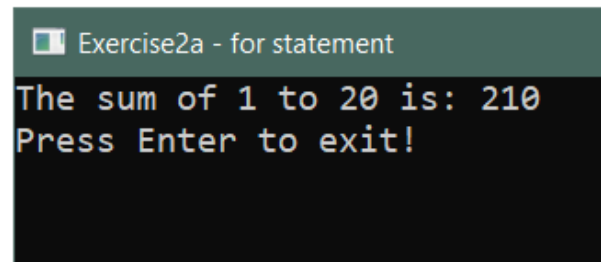 Exercise2a - for statement
The sum of 1 to 20 is: 210
Press Enter to exit!